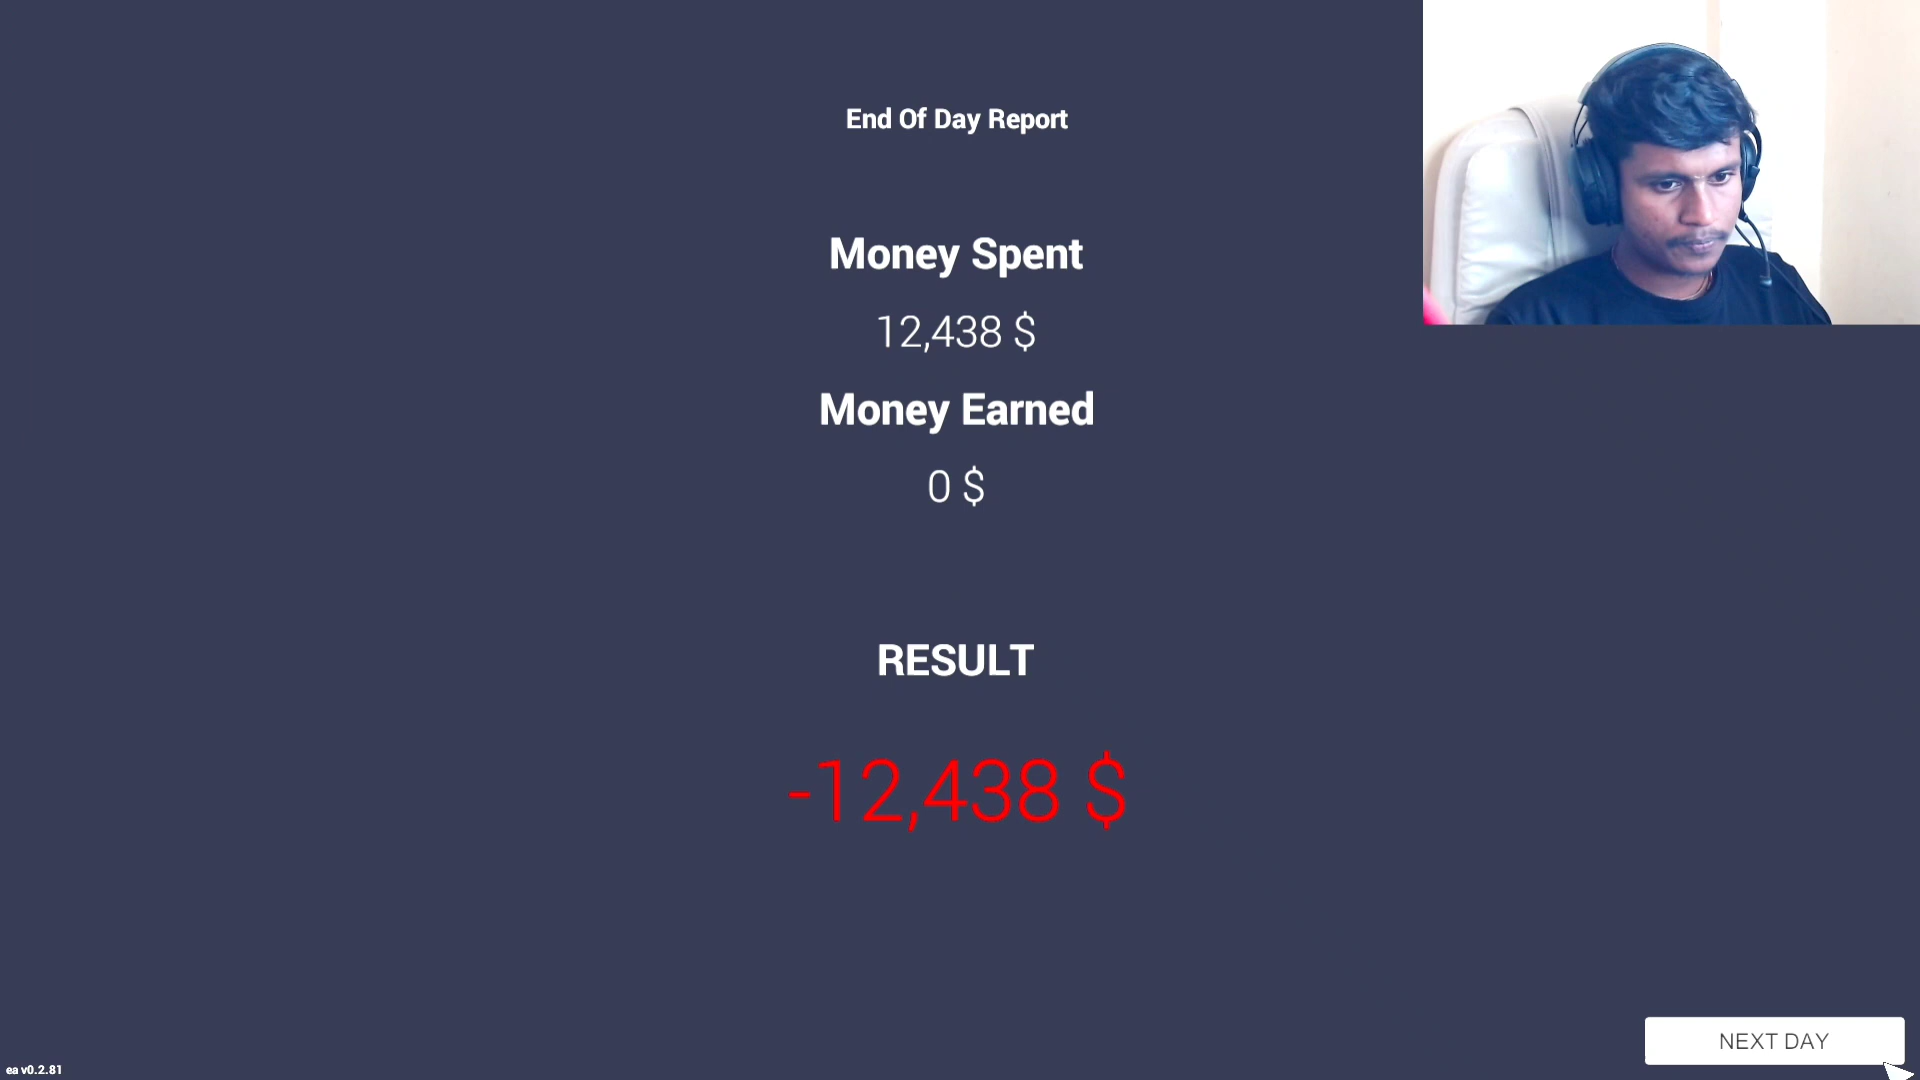 End Of Day Report
Money Spent
12,438 $
Money Earned
0 $
RESULT
-12,438 $
NEXT DAY
ea v0.2.81